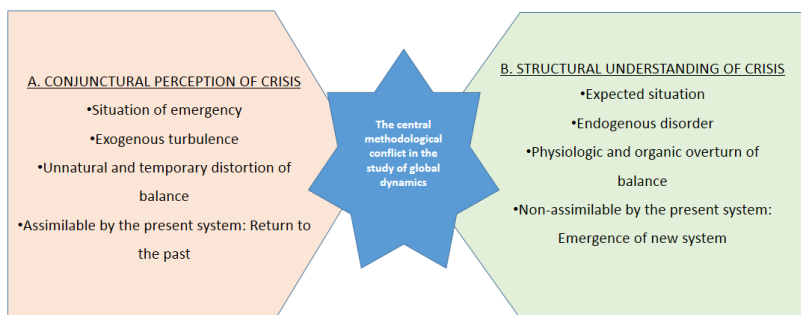 A. CONJUNCTURAL PERCEPTION OF CRISIS
•Situation of emergency
•Exogenous turbulence
•Unnatural and temporary distortion of
balance
•Assimilable by the present system: Return to
the past
The central
methodological
conflict in the
study of global
dynamics
B. STRUCTURAL UNDERSTANDING OF CRISIS
•Expected situation
•Endogenous disorder
•Physiologic and organic overturn of
balance
•Non-assimilable by the present system:
Emergence of new system